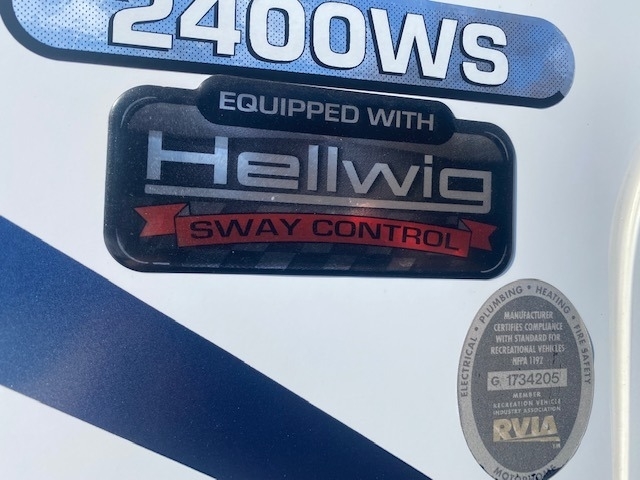 2400WS
EQUIPPED WITH
Hellwig
SWAY CONTROL
ELECTRICAL • PLUMBING • HEATING • FIRE SAFETY
MANUFACTURER
CERTIFIES COMPLIANCE
WITH STANDARD FOR
RECREATIONAL VEHICLES
NFPA 1192
G 1734205
MEMBER
RECREATION VEHICLE
INDUSTRY ASSOCIATION
RVIA
TM